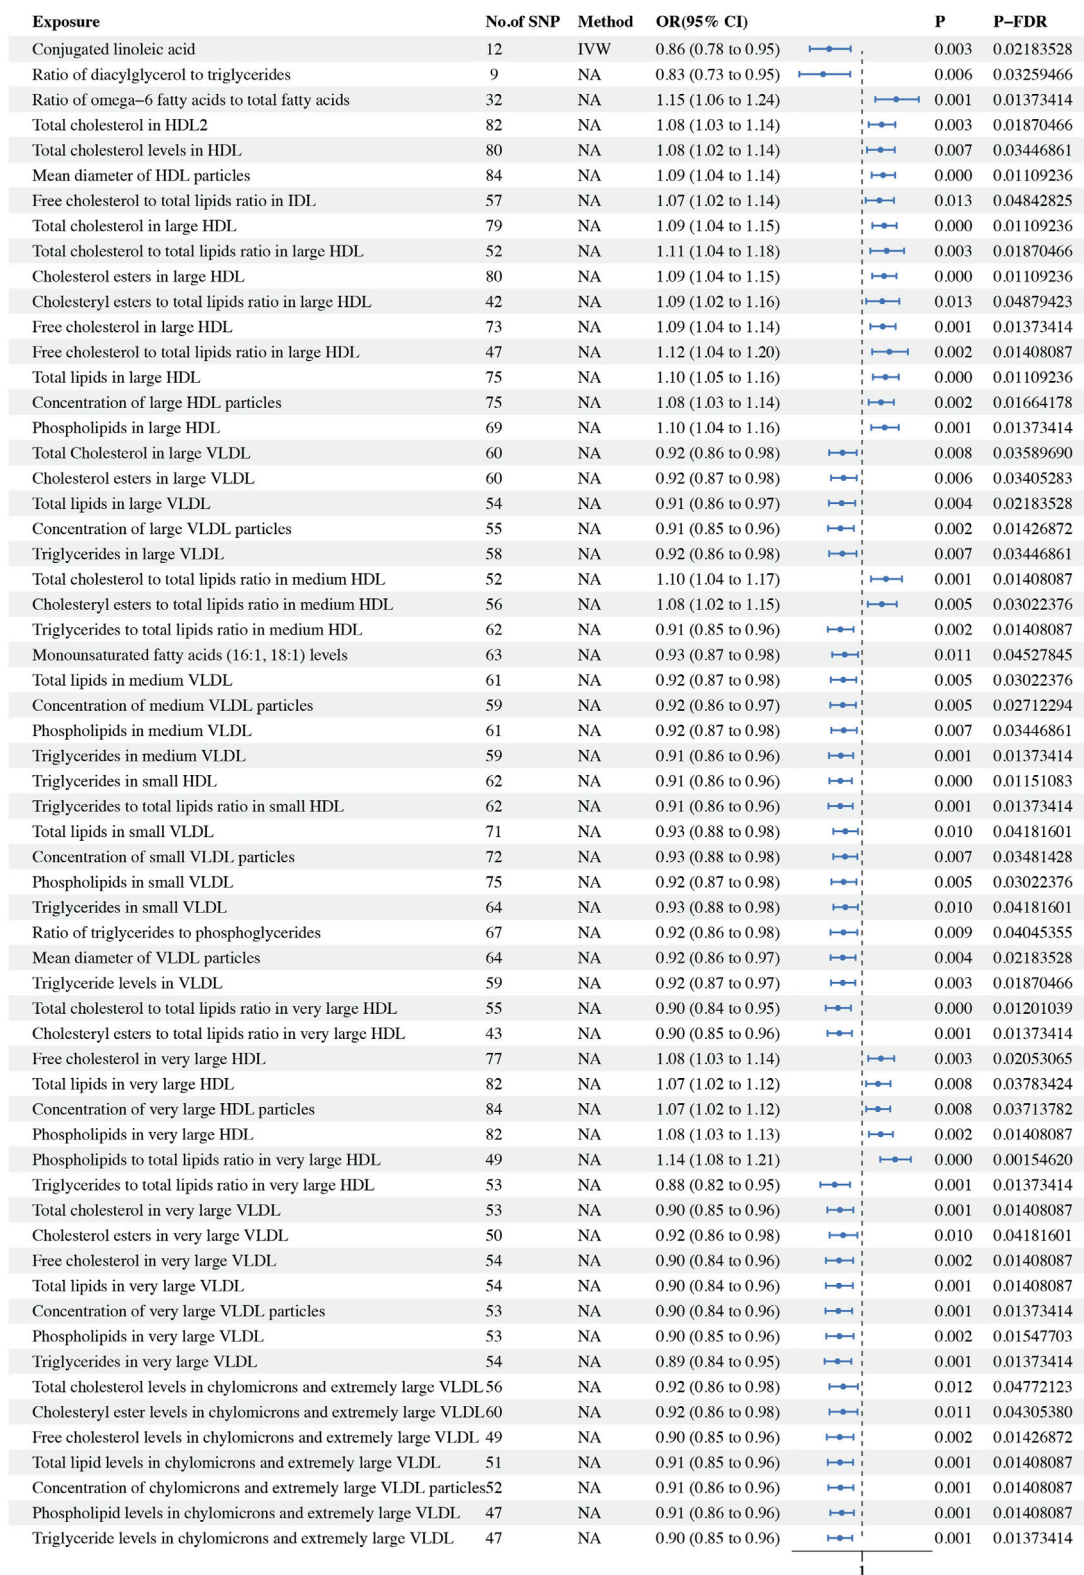 Exposure No.of SNP Method OR(95% CI) P P−FDR
Conjugated linoleic acid 12 IVW 0.86 (0.78 to 0.95) 0.003 0.02183528
Ratio of diacylglycerol to triglycerides 9 NA 0.83 (0.73 to 0.95) 0.006 0.03259466
Ratio of omega−6 fatty acids to total fatty acids 32 NA 1.15 (1.06 to 1.24) 0.001 0.01373414
Total cholesterol in HDL2 82 NA 1.08 (1.03 to 1.14) 0.003 0.01870466
Total cholesterol levels in HDL 80 NA 1.08 (1.02 to 1.14) 0.007 0.03446861
Mean diameter of HDL particles 84 NA 1.09 (1.04 to 1.14) 0.000 0.01109236
Free cholesterol to total lipids ratio in IDL 57 NA 1.07 (1.02 to 1.14) 0.013 0.04842825
Total cholesterol in large HDL 79 NA 1.09 (1.04 to 1.15) 0.000 0.01109236
Total cholesterol to total lipids ratio in large HDL 52 NA 1.11 (1.04 to 1.18) 0.003 0.01870466
Cholesterol esters in large HDL 80 NA 1.09 (1.04 to 1.15) 0.000 0.01109236
Cholesteryl esters to total lipids ratio in large HDL 42 NA 1.09 (1.02 to 1.16) 0.013 0.04879423
Free cholesterol in large HDL 73 NA 1.09 (1.04 to 1.14) 0.001 0.01373414
Free cholesterol to total lipids ratio in large HDL 47 NA 1.12 (1.04 to 1.20) 0.002 0.01408087
Total lipids in large HDL 75 NA 1.10 (1.05 to 1.16) 0.000 0.01109236
Concentration of large HDL particles 75 NA 1.08 (1.03 to 1.14) 0.002 0.01664178
Phospholipids in large HDL 69 NA 1.10 (1.04 to 1.16) 0.001 0.01373414
Total Cholesterol in large VLDL 60 NA 0.92 (0.86 to 0.98) 0.008 0.03589690
Cholesterol esters in large VLDL 60 NA 0.92 (0.87 to 0.98) 0.006 0.03405283
Total lipids in large VLDL 54 NA 0.91 (0.86 to 0.97) 0.004 0.02183528
Concentration of large VLDL particles 55 NA 0.91 (0.85 to 0.96) 0.002 0.01426872
Triglycerides in large VLDL 58 NA 0.92 (0.86 to 0.98) 0.007 0.03446861
Total cholesterol to total lipids ratio in medium HDL 52 NA 1.10 (1.04 to 1.17) 0.001 0.01408087
Cholesteryl esters to total lipids ratio in medium HDL 56 NA 1.08 (1.02 to 1.15) 0.005 0.03022376
Triglycerides to total lipids ratio in medium HDL 62 NA 0.91 (0.85 to 0.96) 0.002 0.01408087
Monounsaturated fatty acids (16:1, 18:1) levels 63 NA 0.93 (0.87 to 0.98) 0.011 0.04527845
Total lipids in medium VLDL 61 NA 0.92 (0.87 to 0.98) 0.005 0.03022376
Concentration of medium VLDL particles 59 NA 0.92 (0.86 to 0.97) 0.005 0.02712294
Phospholipids in medium VLDL 61 NA 0.92 (0.87 to 0.98) 0.007 0.03446861
Triglycerides in medium VLDL 59 NA 0.91 (0.86 to 0.96) 0.001 0.01373414
Triglycerides in small HDL 62 NA 0.91 (0.86 to 0.96) 0.000 0.01151083
Triglycerides to total lipids ratio in small HDL 62 NA 0.91 (0.86 to 0.96) 0.001 0.01373414
Total lipids in small VLDL 71 NA 0.93 (0.88 to 0.98) 0.010 0.04181601
Concentration of small VLDL particles 72 NA 0.93 (0.88 to 0.98) 0.007 0.03481428
Phospholipids in small VLDL 75 NA 0.92 (0.87 to 0.98) 0.005 0.03022376
Triglycerides in small VLDL 64 NA 0.93 (0.88 to 0.98) 0.010 0.04181601
Ratio of triglycerides to phosphoglycerides 67 NA 0.92 (0.86 to 0.98) 0.009 0.04045355
Mean diameter of VLDL particles 64 NA 0.92 (0.86 to 0.97) 0.004 0.02183528
Triglyceride levels in VLDL 59 NA 0.92 (0.87 to 0.97) 0.003 0.01870466
Total cholesterol to total lipids ratio in very large HDL 55 NA 0.90 (0.84 to 0.95) 0.000 0.01201039
Cholesteryl esters to total lipids ratio in very large HDL 43 NA 0.90 (0.85 to 0.96) 0.001 0.01373414
Free cholesterol in very large HDL 77 NA 1.08 (1.03 to 1.14) 0.003 0.02053065
Total lipids in very large HDL 82 NA 1.07 (1.02 to 1.12) 0.008 0.03783424
Concentration of very large HDL particles 84 NA 1.07 (1.02 to 1.12) 0.008 0.03713782
Phospholipids in very large HDL 82 NA 1.08 (1.03 to 1.13) 0.002 0.01408087
Phospholipids to total lipids ratio in very large HDL 49 NA 1.14 (1.08 to 1.21) 0.000 0.00154620
Triglycerides to total lipids ratio in very large HDL 53 NA 0.88 (0.82 to 0.95) 0.001 0.01373414
Total cholesterol in very large VLDL 53 NA 0.90 (0.85 to 0.96) 0.001 0.01408087
Cholesterol esters in very large VLDL 50 NA 0.92 (0.86 to 0.98) 0.010 0.04181601
Free cholesterol in very large VLDL 54 NA 0.90 (0.84 to 0.96) 0.002 0.01408087
Total lipids in very large VLDL 54 NA 0.90 (0.84 to 0.96) 0.001 0.01408087
Concentration of very large VLDL particles 53 NA 0.90 (0.84 to 0.96) 0.001 0.01373414
Phospholipids in very large VLDL 53 NA 0.90 (0.85 to 0.96) 0.002 0.01547703
Triglycerides in very large VLDL 54 NA 0.89 (0.84 to 0.95) 0.001 0.01373414
Total cholesterol levels in chylomicrons and extremely large VLDL 56 NA 0.92 (0.86 to 0.98) 0.012 0.04772123
Cholesteryl ester levels in chylomicrons and extremely large VLDL 60 NA 0.92 (0.86 to 0.98) 0.011 0.04305380
Free cholesterol levels in chylomicrons and extremely large VLDL 49 NA 0.90 (0.85 to 0.96) 0.002 0.01426872
Total lipid levels in chylomicrons and extremely large VLDL 51 NA 0.91 (0.85 to 0.96) 0.001 0.01408087
Concentration of chylomicrons and extremely large VLDL particles 52 NA 0.91 (0.86 to 0.96) 0.001 0.01408087
Phospholipid levels in chylomicrons and extremely large VLDL 47 NA 0.91 (0.86 to 0.96) 0.001 0.01408087
Triglyceride levels in chylomicrons and extremely large VLDL 47 NA 0.90 (0.85 to 0.96) 0.001 0.01373414
1